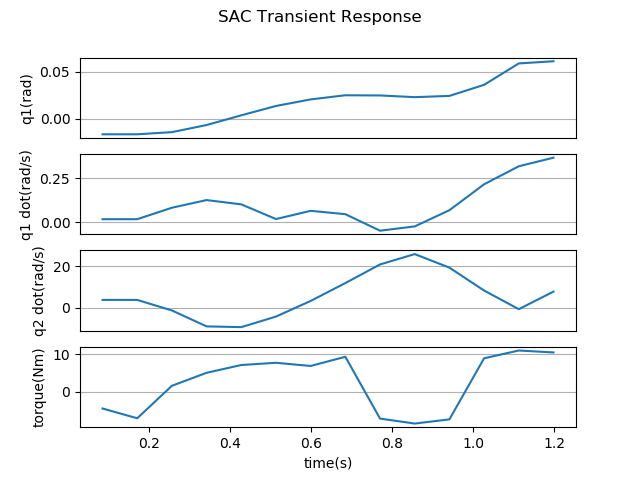 SAC Transient Response
0.05
0.00
q1(rad)
0.25
0.00
q1 dot(rad/s)
20
0
q2 dot(rad/s)
10
0
torque(Nm)
0.2 0.4 0.6 0.8 1.0 1.2
time(s)